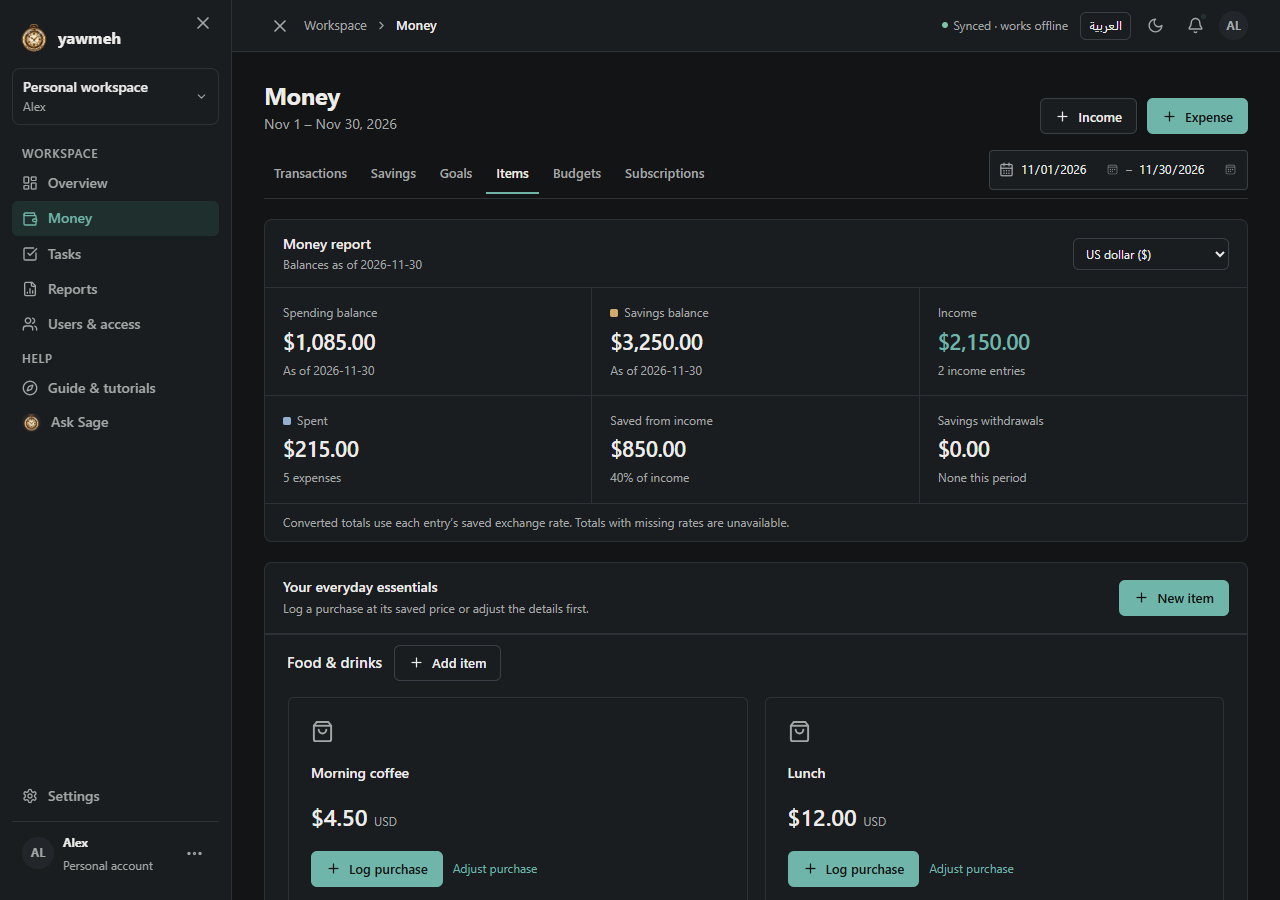 yawmeh
Personal workspace
Alex
WORKSPACE
Overview
Money
Tasks
Reports
Users & access
HELP
Guide & tutorials
Ask Sage
Settings
AL
Alex
Personal account
Workspace > Money
Synced · works offline
العربية
AL
Money
Nov 1 – Nov 30, 2026
+ Income
+ Expense
Transactions
Savings
Goals
Items
Budgets
Subscriptions
11/01/2026 – 11/30/2026
Money report
Balances as of 2026-11-30
US dollar ($)
Spending balance
$1,085.00
As of 2026-11-30
Savings balance
$3,250.00
As of 2026-11-30
Income
$2,150.00
2 income entries
Spent
$215.00
5 expenses
Saved from income
$850.00
40% of income
Savings withdrawals
$0.00
None this period
Converted totals use each entry's saved exchange rate. Totals with missing rates are unavailable.
Your everyday essentials
Log a purchase at its saved price or adjust the details first.
+ New item
Food & drinks
+ Add item
Morning coffee
$4.50 USD
+ Log purchase
Adjust purchase
Lunch
$12.00 USD
+ Log purchase
Adjust purchase